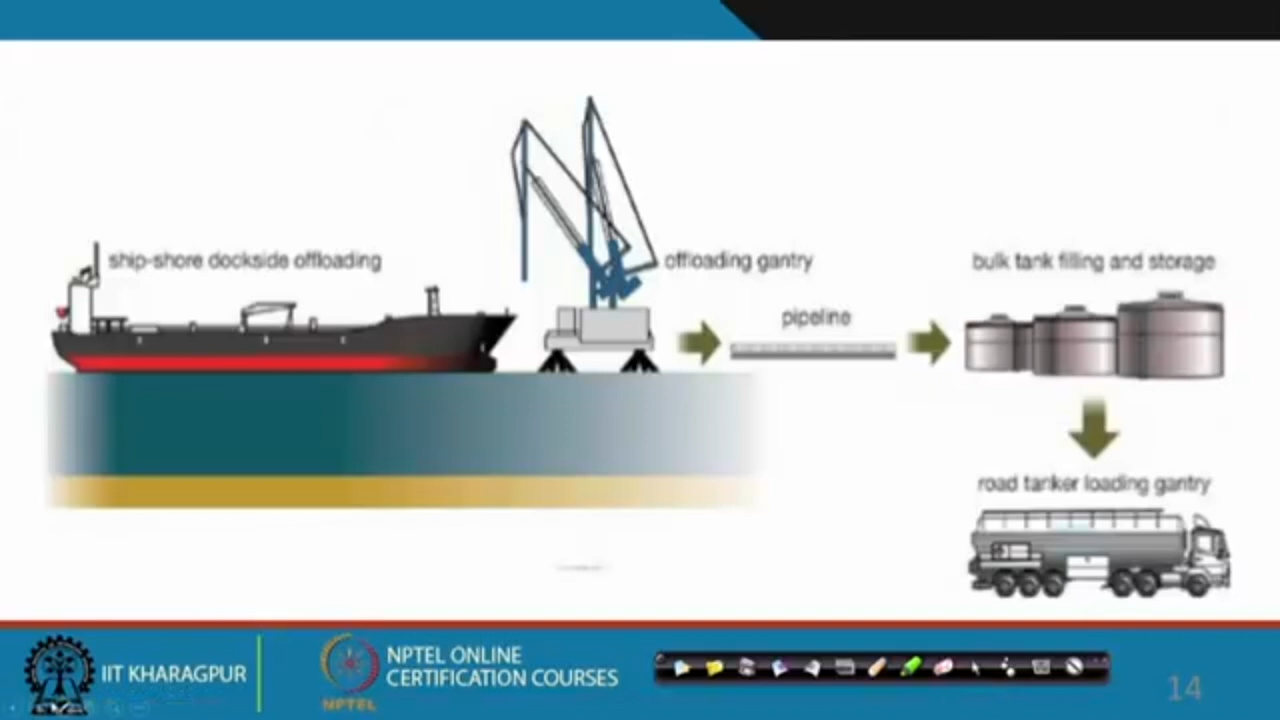 ship-shore dockside offloading
offloading gantry
pipeline
bulk tank filling and storage
road tanker loading gantry
IIT KHARAGPUR
NPTEL
NPTEL ONLINE
CERTIFICATION COURSES
14